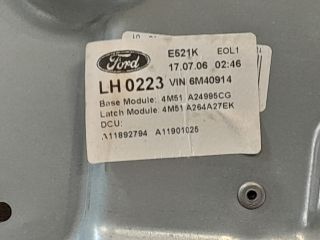 Ford E521K EOL1
17.07.06 02:46
LH 0223 VIN 6M40914
Base Module: 4M51 A24995CG
Latch Module: 4M51 A264A27EK
DCU:
A11892794 A11901025